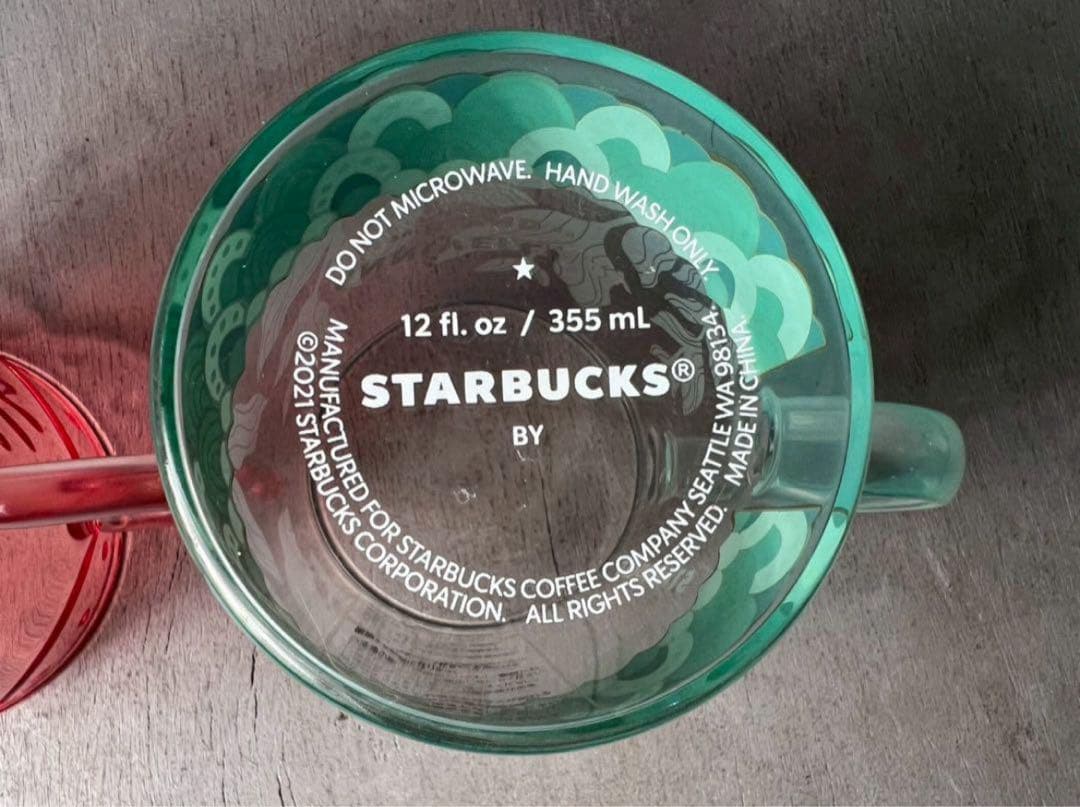 DO NOT MICROWAVE. HAND WASH ONLY.
12 fl. oz / 355 mL
STARBUCKS®
BY
MANUFACTURED FOR STARBUCKS COFFEE COMPANY SEATTLE WA 98134.
©2021 STARBUCKS CORPORATION. ALL RIGHTS RESERVED. MADE IN CHINA.